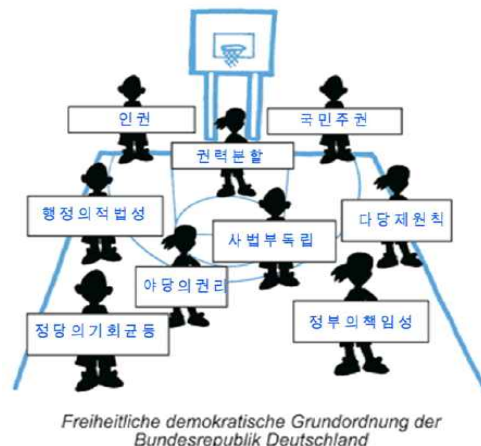 인권
국민주권
권력분할
행정의적법성
사법부독립
다당제원칙
야당의권리
정당의기회균등
정부의책임성
Freiheitliche demokratische Grundordnung der
Bundesrepublik Deutschland